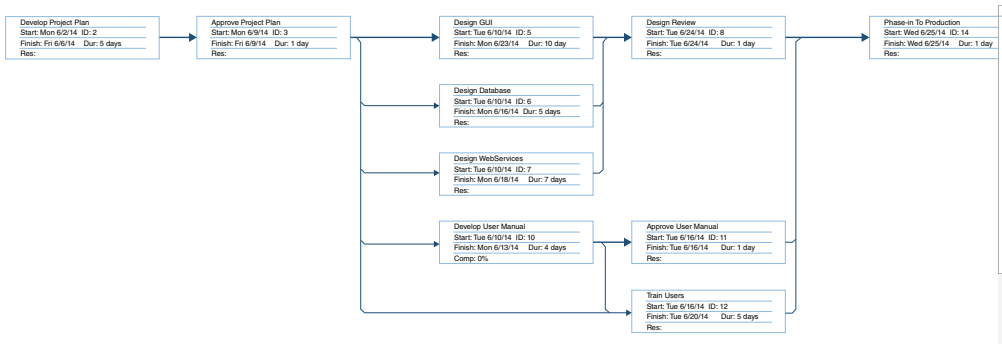 Develop Project Plan
Start: Mon 6/2/14 ID: 2
Finish: Fri 6/6/14 Dur: 5 days
Res:
Approve Project Plan
Start: Mon 6/9/14 ID: 3
Finish: Fri 6/9/14 Dur: 1 day
Res:
Design GUI
Start: Tue 6/10/14 ID: 5
Finish: Mon 6/23/14 Dur: 10 day
Res:
Design Review
Start: Tue 6/24/14 ID: 8
Finish: Tue 6/24/14 Dur: 1 day
Res:
Phase-in To Production
Start: Wed 6/25/14 ID: 14
Finish: Wed 6/25/14 Dur: 1 day
Res:
Design Database
Start: Tue 6/10/14 ID: 6
Finish: Mon 6/16/14 Dur: 5 days
Res:
Design WebServices
Start: Tue 6/10/14 ID: 7
Finish: Mon 6/18/14 Dur: 7 days
Res:
Develop User Manual
Start: Tue 6/10/14 ID: 10
Finish: Mon 6/13/14 Dur: 4 days
Comp: 0%
Approve User Manual
Start: Tue 6/16/14 ID: 11
Finish: Tue 6/16/14 Dur: 1 day
Res:
Train Users
Start: Tue 6/16/14 ID: 12
Finish: Tue 6/20/14 Dur: 5 days
Res: